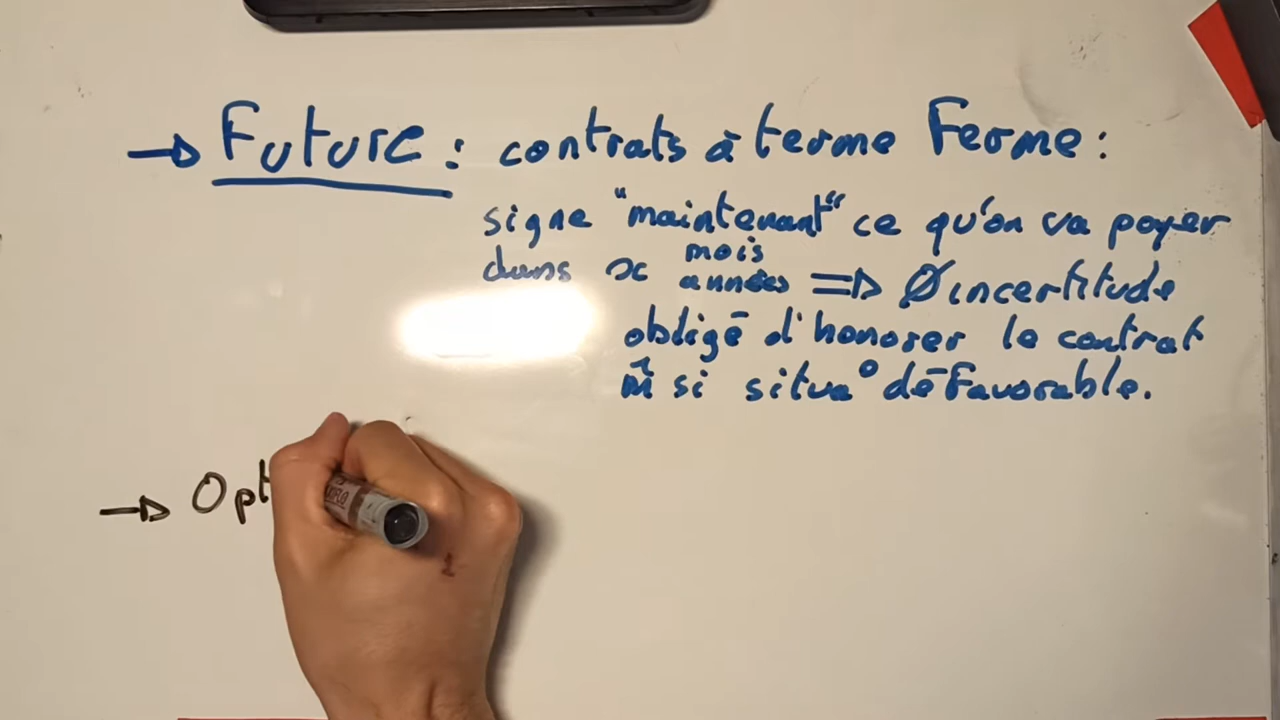 → Future : contrats à terme Ferme :
signe "maintenant" ce qu'on va payer
mois
dans x années ⇒ Ø incertitude
obligé d'honorer le contrat
m̂ si situa° défavorable.
→ Opt